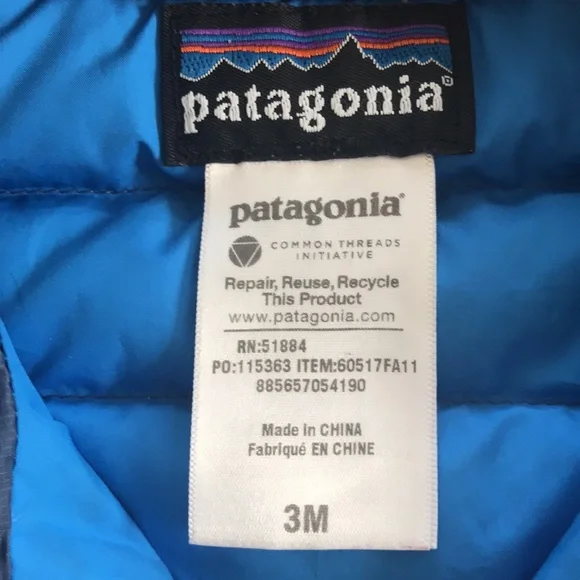 patagonia®
patagonia®
COMMON THREADS
INITIATIVE
Repair, Reuse, Recycle
This Product
www.patagonia.com
RN:51884
PO:115363 ITEM:60517FA11
885657054190
Made in CHINA
Fabriqué EN CHINE
3M